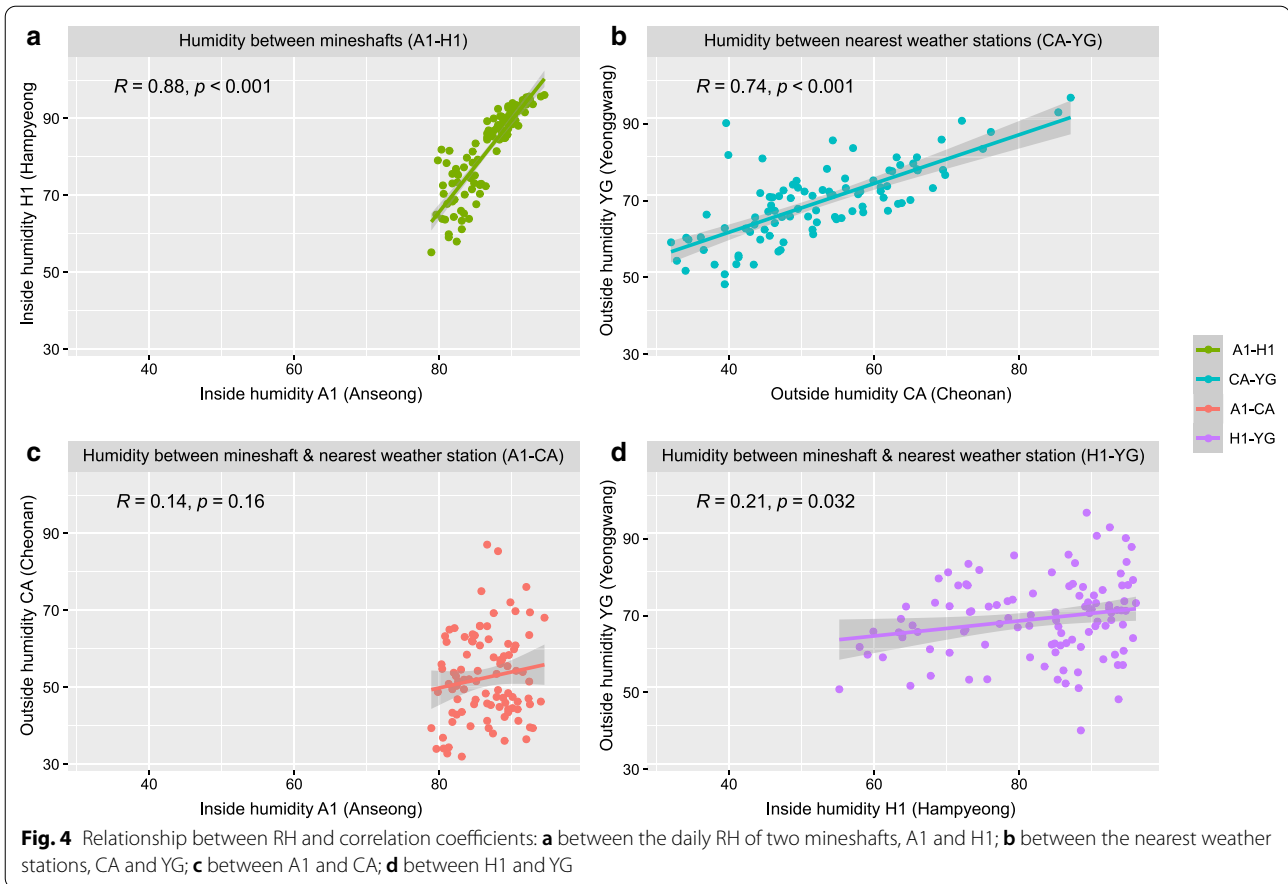 a
Humidity between mineshafts (A1-H1)
R = 0.88, p < 0.001
Inside humidity H1 (Hampyeong)
90
70
50
30
40
60
80
Inside humidity A1 (Anseong)
b
Humidity between nearest weather stations (CA-YG)
R = 0.74, p < 0.001
Outside humidity YG (Yeonggwang)
90
70
50
30
40
60
80
Outside humidity CA (Cheonan)
A1-H1
CA-YG
A1-CA
H1-YG
c
Humidity between mineshaft & nearest weather station (A1-CA)
R = 0.14, p = 0.16
Outside humidity CA (Cheonan)
90
70
50
30
40
60
80
Inside humidity A1 (Anseong)
d
Humidity between mineshaft & nearest weather station (H1-YG)
R = 0.21, p = 0.032
Outside humidity YG (Yeonggwang)
90
70
50
30
40
60
80
Inside humidity H1 (Hampyeong)
Fig. 4 Relationship between RH and correlation coefficients: a between the daily RH of two mineshafts, A1 and H1; b between the nearest weather
stations, CA and YG; c between A1 and CA; d between H1 and YG